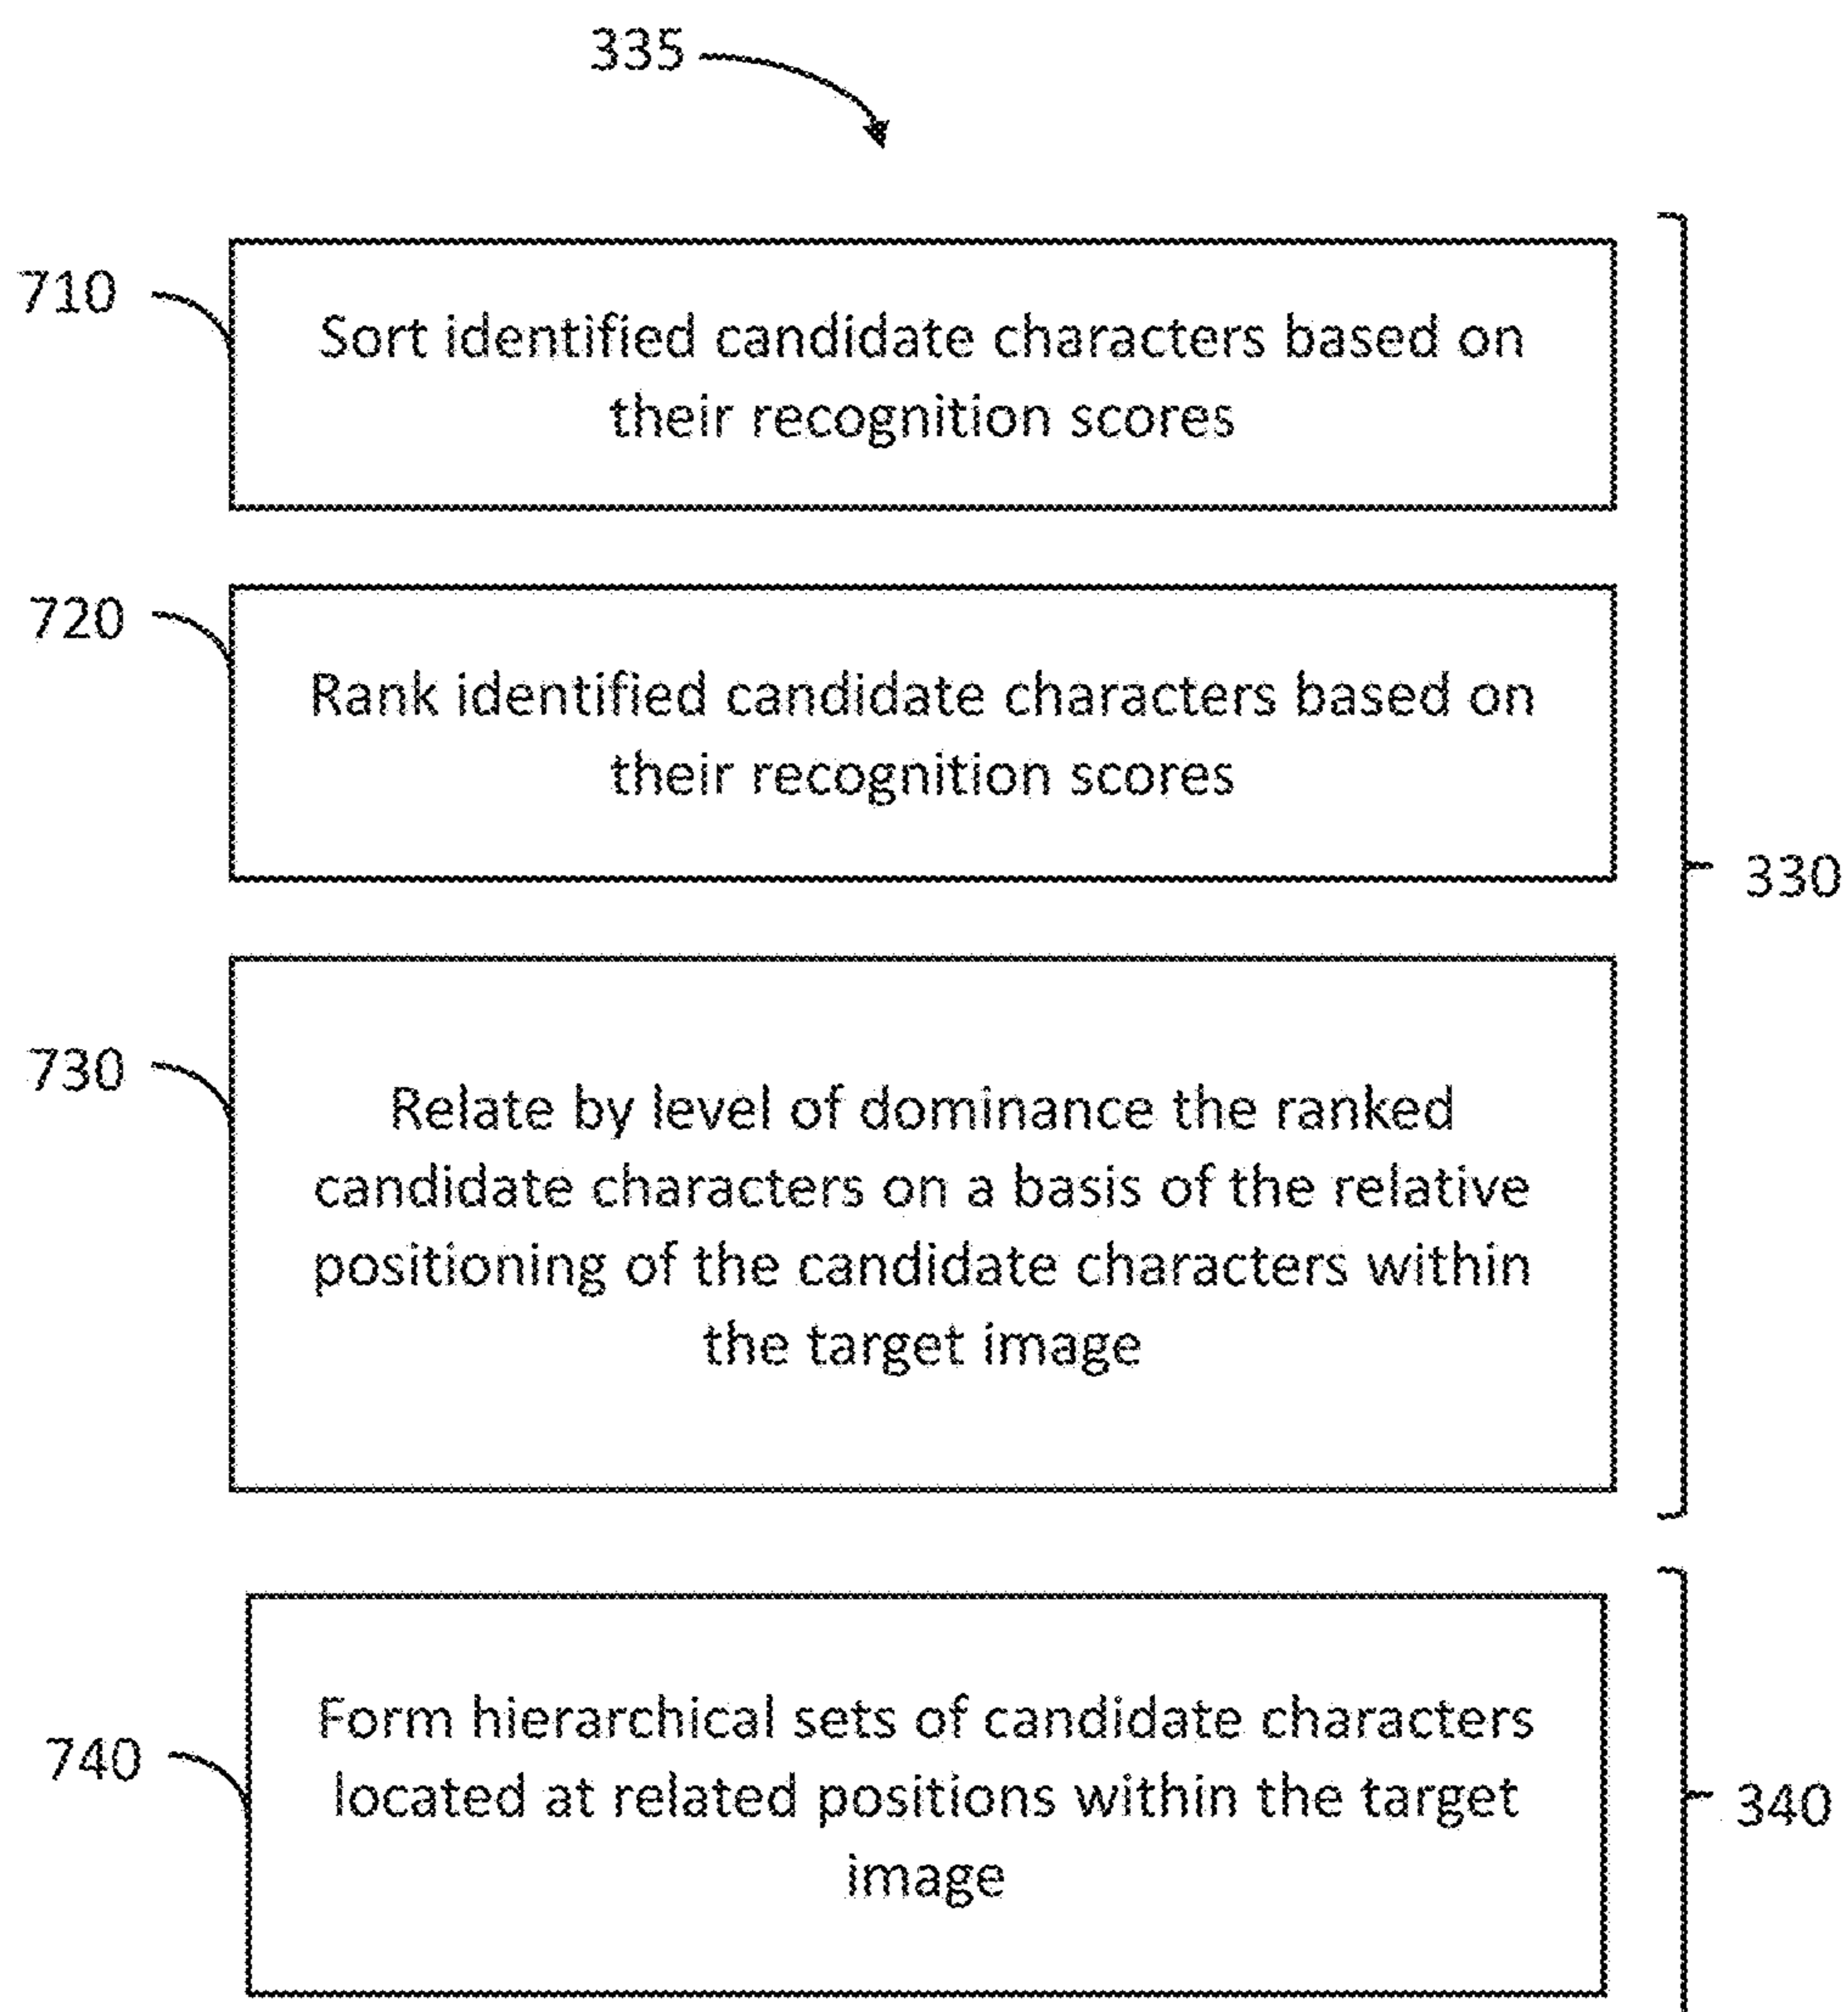 335
710
Sort identified candidate characters based on
their recognition scores
720
Rank identified candidate characters based on
their recognition scores
330
730
Relate by level of dominance the ranked
candidate characters on a basis of the relative
positioning of the candidate characters within
the target image
740
Form hierarchical sets of candidate characters
located at related positions within the target
image
340